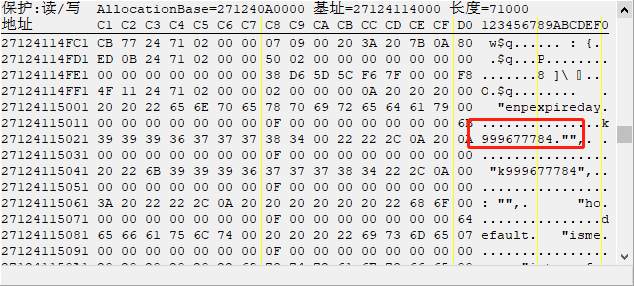 保护:读/写 AllocationBase=271240A0000 基址=27124114000 长度=71000
地址 C1 C2 C3 C4 C5 C6 C7 C8 C9 CA CB CC CD CE CF D0 123456789ABCDEF0
27124114FC1 CB 77 24 71 02 00 00 07 09 00 20 3A 20 7B 0A 80 w$q...... : {.
27124114FD1 ED 0B 24 71 02 00 00 50 02 00 00 00 00 00 00 00 .$q...P........
27124114FE1 00 00 00 00 00 00 00 38 D6 5D 5C F6 7F 00 00 F8 .......8 ]\ ..
27124114FF1 4F 11 24 71 02 00 00 02 00 00 00 0A 20 20 20 00 O.$q.......
27124115001 20 20 22 65 6E 70 65 78 70 69 72 65 64 61 79 00 "enpexpireday.
27124115011 00 00 00 00 00 00 00 0F 00 00 00 00 00 00 00 6B ...............k
27124115021 39 39 39 36 37 37 37 38 34 00 22 22 2C 0A 20 0A 999677784."",.
27124115031 00 00 00 00 00 00 00 0F 00 00 00 00 00 00 00 00 ................
27124115041 20 22 6B 39 39 39 36 37 37 37 38 34 22 2C 0A 00 "k999677784",..
27124115051 00 00 00 00 00 00 00 0F 00 00 00 00 00 00 00 00 ................
27124115061 3A 20 22 22 2C 0A 20 20 20 20 20 20 22 68 6F 00 : "",. "ho.
27124115071 00 00 00 00 00 00 00 0F 00 00 00 00 00 00 00 64 ...............d
27124115081 65 66 61 75 6C 74 00 20 20 20 22 69 73 6D 65 07 efault. "isme.
27124115091 00 00 00 00 00 00 00 0F 00 00 00 00 00 00 00 00 ................